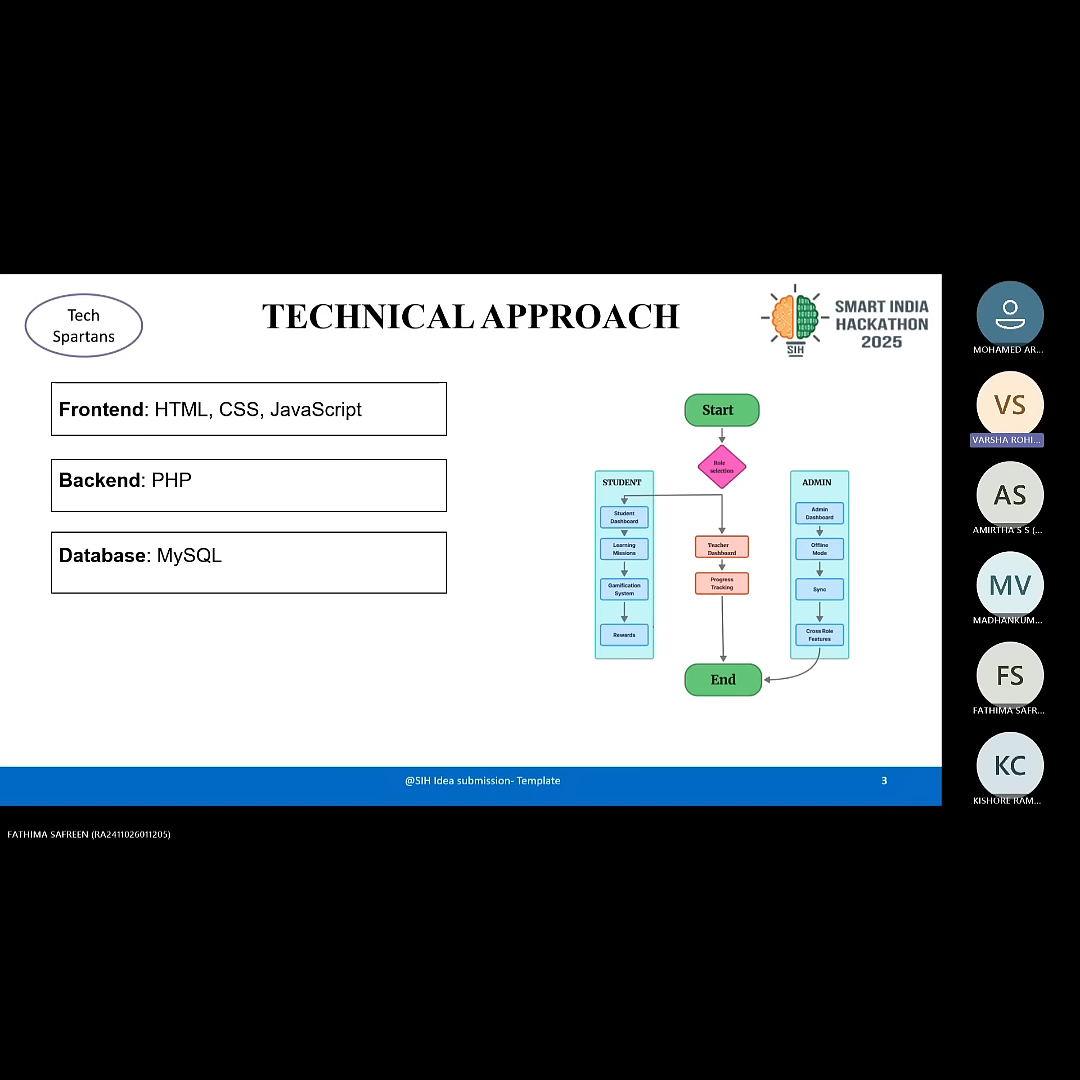 Tech
Spartans
TECHNICAL APPROACH
SIH
SMART INDIA
HACKATHON
2025
Frontend: HTML, CSS, JavaScript
Backend: PHP
Database: MySQL
Start
Role
selection
STUDENT
Student
Dashboard
Learning
Missions
Gamification
System
Rewards
Teacher
Dashboard
Progress
Tracking
ADMIN
Admin
Dashboard
Offline
Mode
Sync
Cross Role
Features
End
@SIH Idea submission- Template
3
MOHAMED AR...
VS
VARSHA ROHI...
AS
AMIRTHA S S (...
MV
MADHANKUM...
FS
FATHIMA SAFR...
KC
KISHORE RAM...
FATHIMA SAFREEN (RA2411026011205)